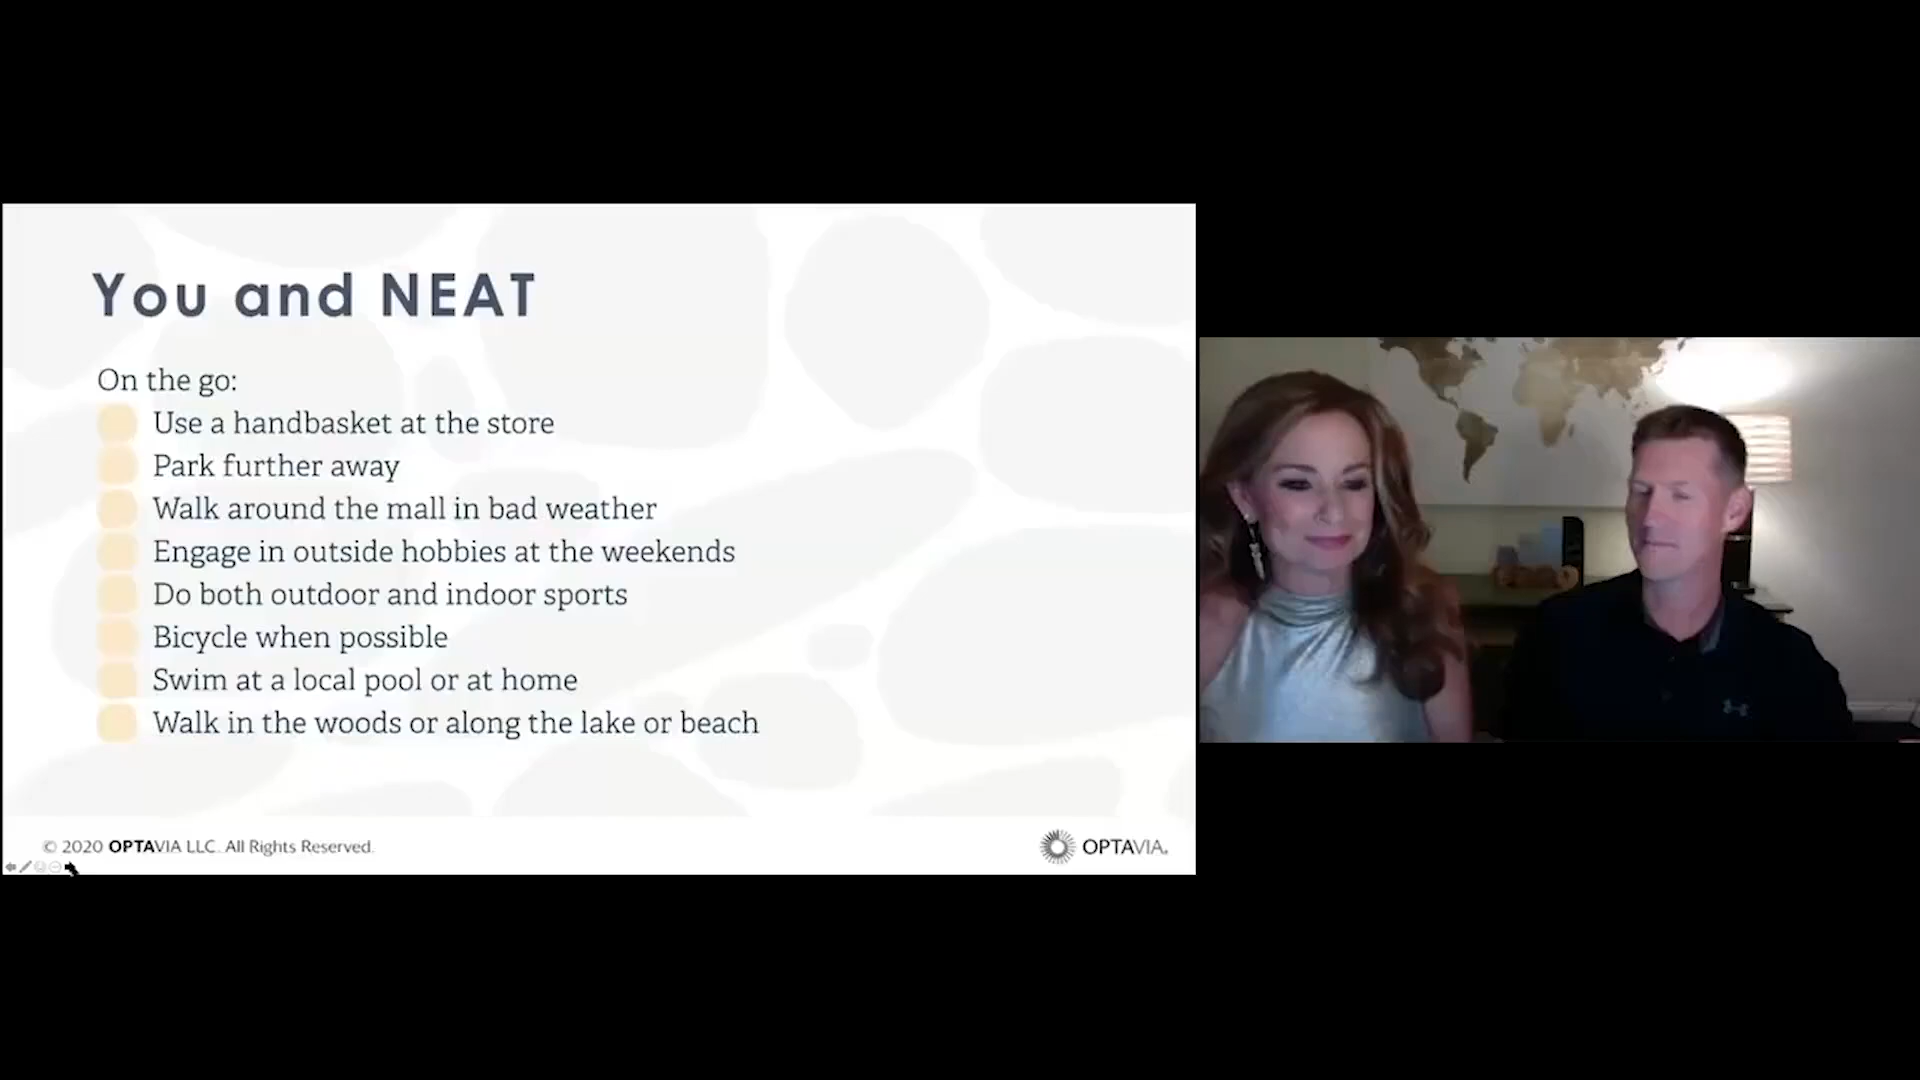 You and NEAT
On the go:
Use a handbasket at the store
Park further away
Walk around the mall in bad weather
Engage in outside hobbies at the weekends
Do both outdoor and indoor sports
Bicycle when possible
Swim at a local pool or at home
Walk in the woods or along the lake or beach
© 2020 OPTAVIA LLC. All Rights Reserved.
OPTAVIA®